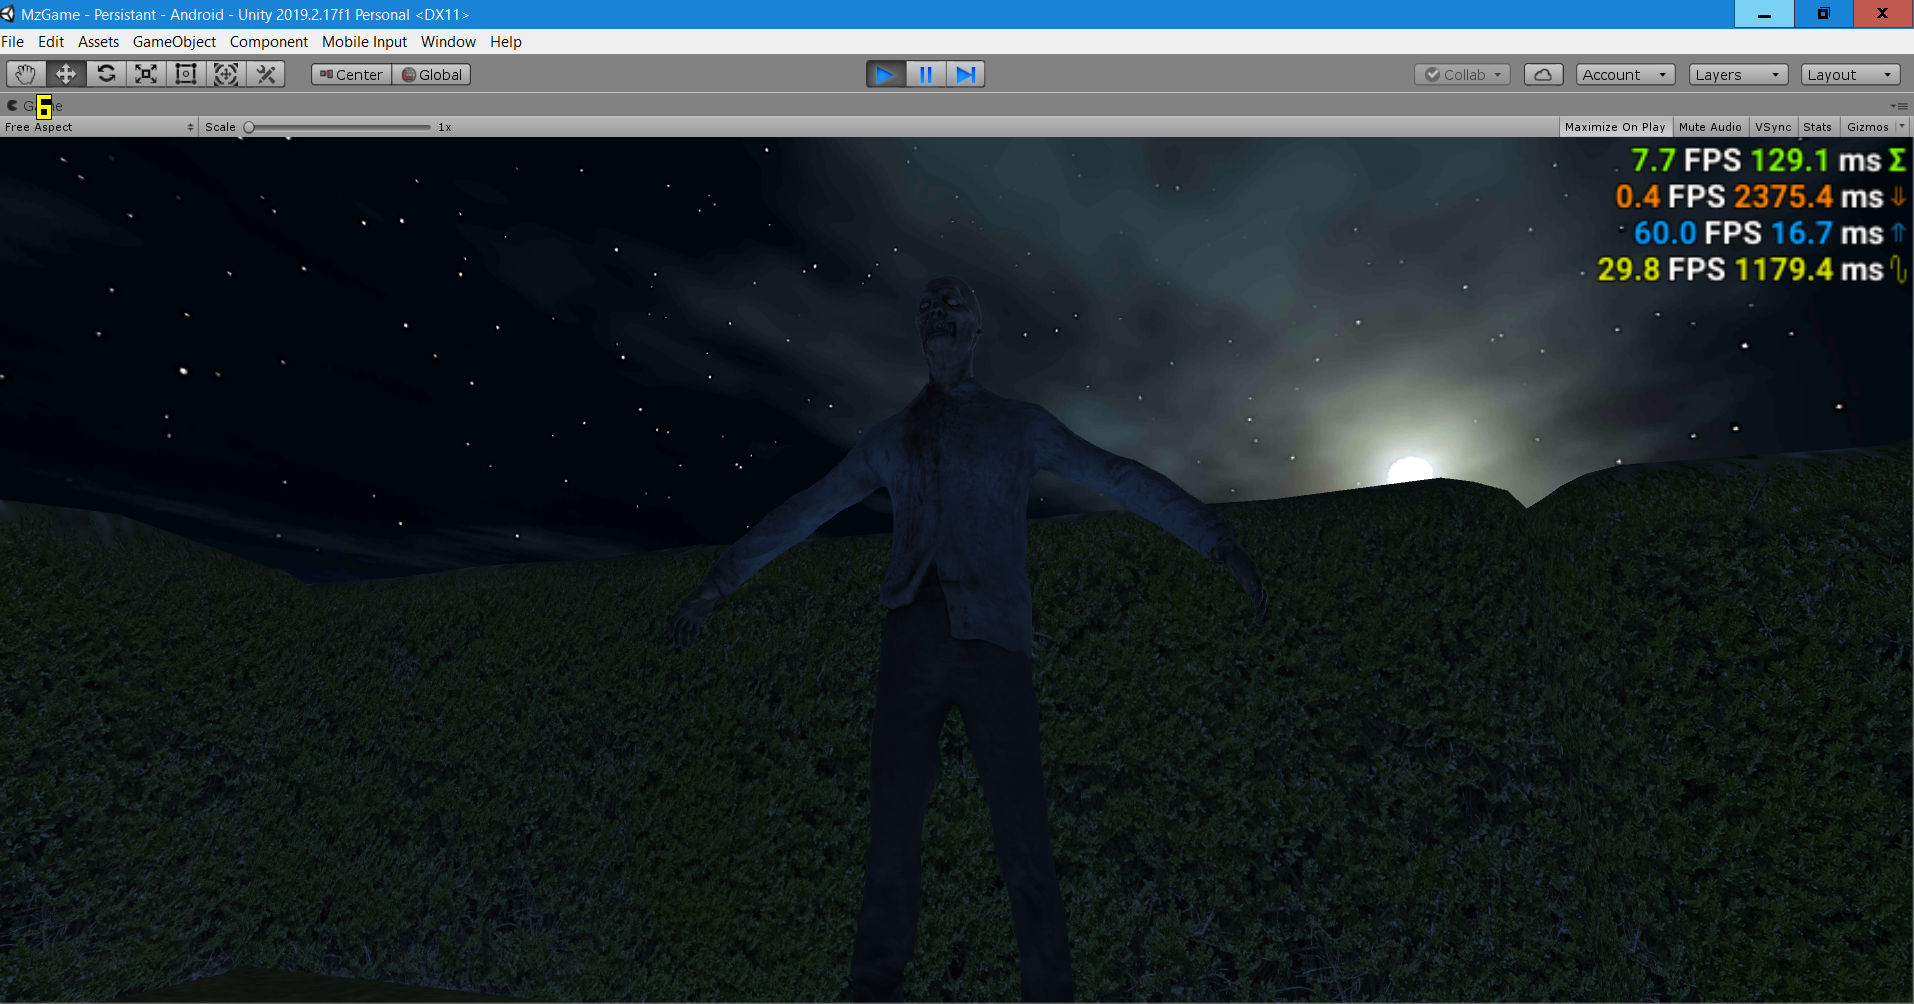 MzGame - Persistant - Android - Unity 2019.2.17f1 Personal <DX11>
File Edit Assets GameObject Component Mobile Input Window Help
Center Global Collab Account Layers Layout
6
Free Aspect Scale 1x Maximize On Play Mute Audio VSync Stats Gizmos
7.7 FPS 129.1 ms Σ
0.4 FPS 2375.4 ms ⇓
60.0 FPS 16.7 ms ⇑
29.8 FPS 1179.4 ms